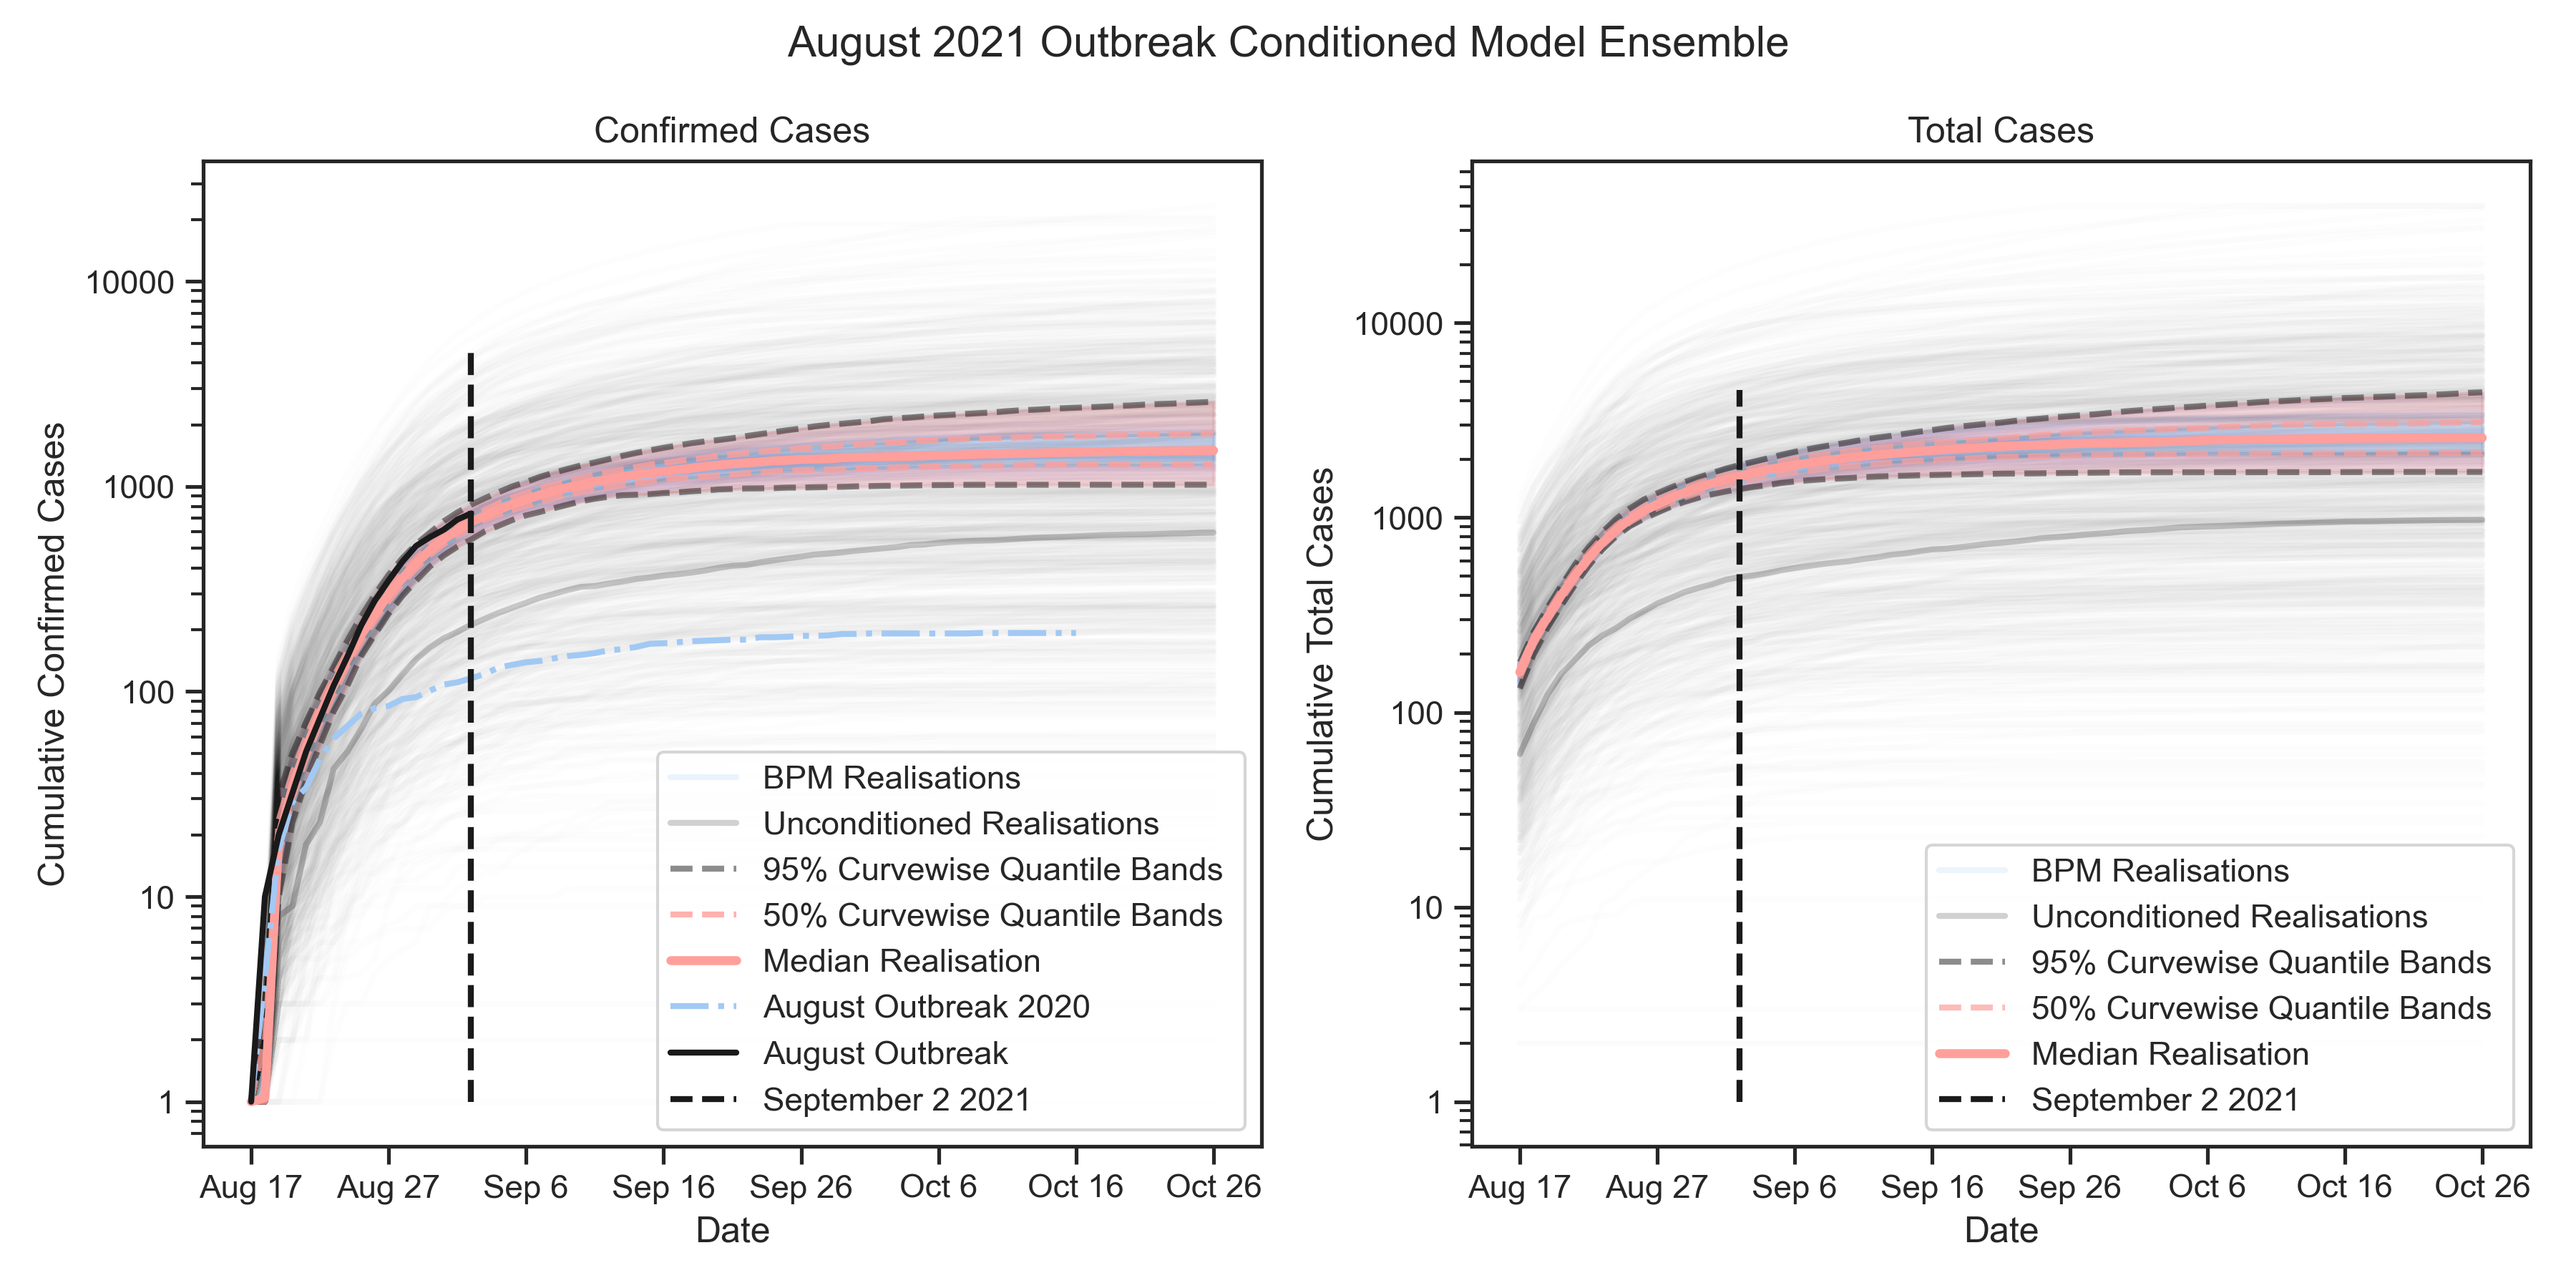 August 2021 Outbreak Conditioned Model Ensemble
Confirmed Cases
Cumulative Confirmed Cases
10000
1000
100
10
1
Aug 17 Aug 27 Sep 6 Sep 16 Sep 26 Oct 6 Oct 16 Oct 26
Date
BPM Realisations
Unconditioned Realisations
95% Curvewise Quantile Bands
50% Curvewise Quantile Bands
Median Realisation
August Outbreak 2020
August Outbreak
September 2 2021
Total Cases
Cumulative Total Cases
10000
1000
100
10
1
Aug 17 Aug 27 Sep 6 Sep 16 Sep 26 Oct 6 Oct 16 Oct 26
Date
BPM Realisations
Unconditioned Realisations
95% Curvewise Quantile Bands
50% Curvewise Quantile Bands
Median Realisation
September 2 2021